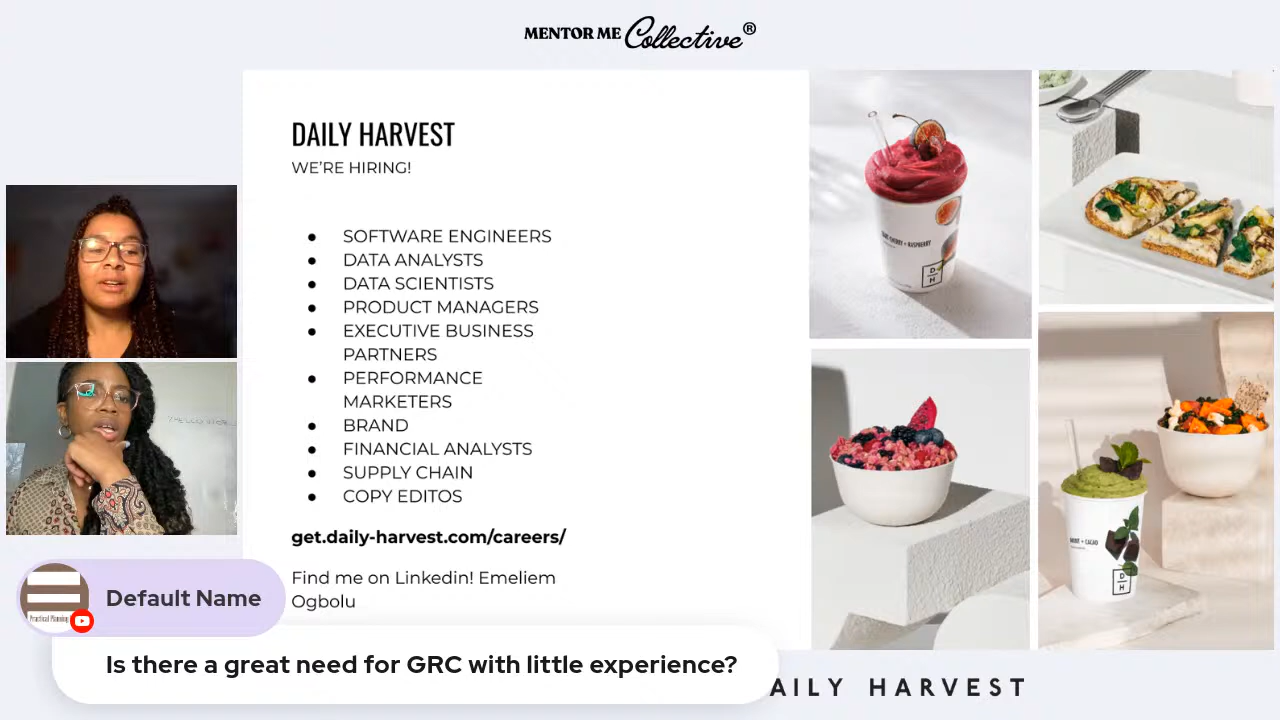 MENTOR ME Collective®
DAILY HARVEST
WE'RE HIRING!
● SOFTWARE ENGINEERS
● DATA ANALYSTS
● DATA SCIENTISTS
● PRODUCT MANAGERS
● EXECUTIVE BUSINESS
PARTNERS
● PERFORMANCE
MARKETERS
● BRAND
● FINANCIAL ANALYSTS
● SUPPLY CHAIN
● COPY EDITOS
get.daily-harvest.com/careers/
Find me on Linkedin! Emeliem
Ogbolu
Practical Planning
Default Name
Is there a great need for GRC with little experience?
AILY HARVEST
D
H
D
H